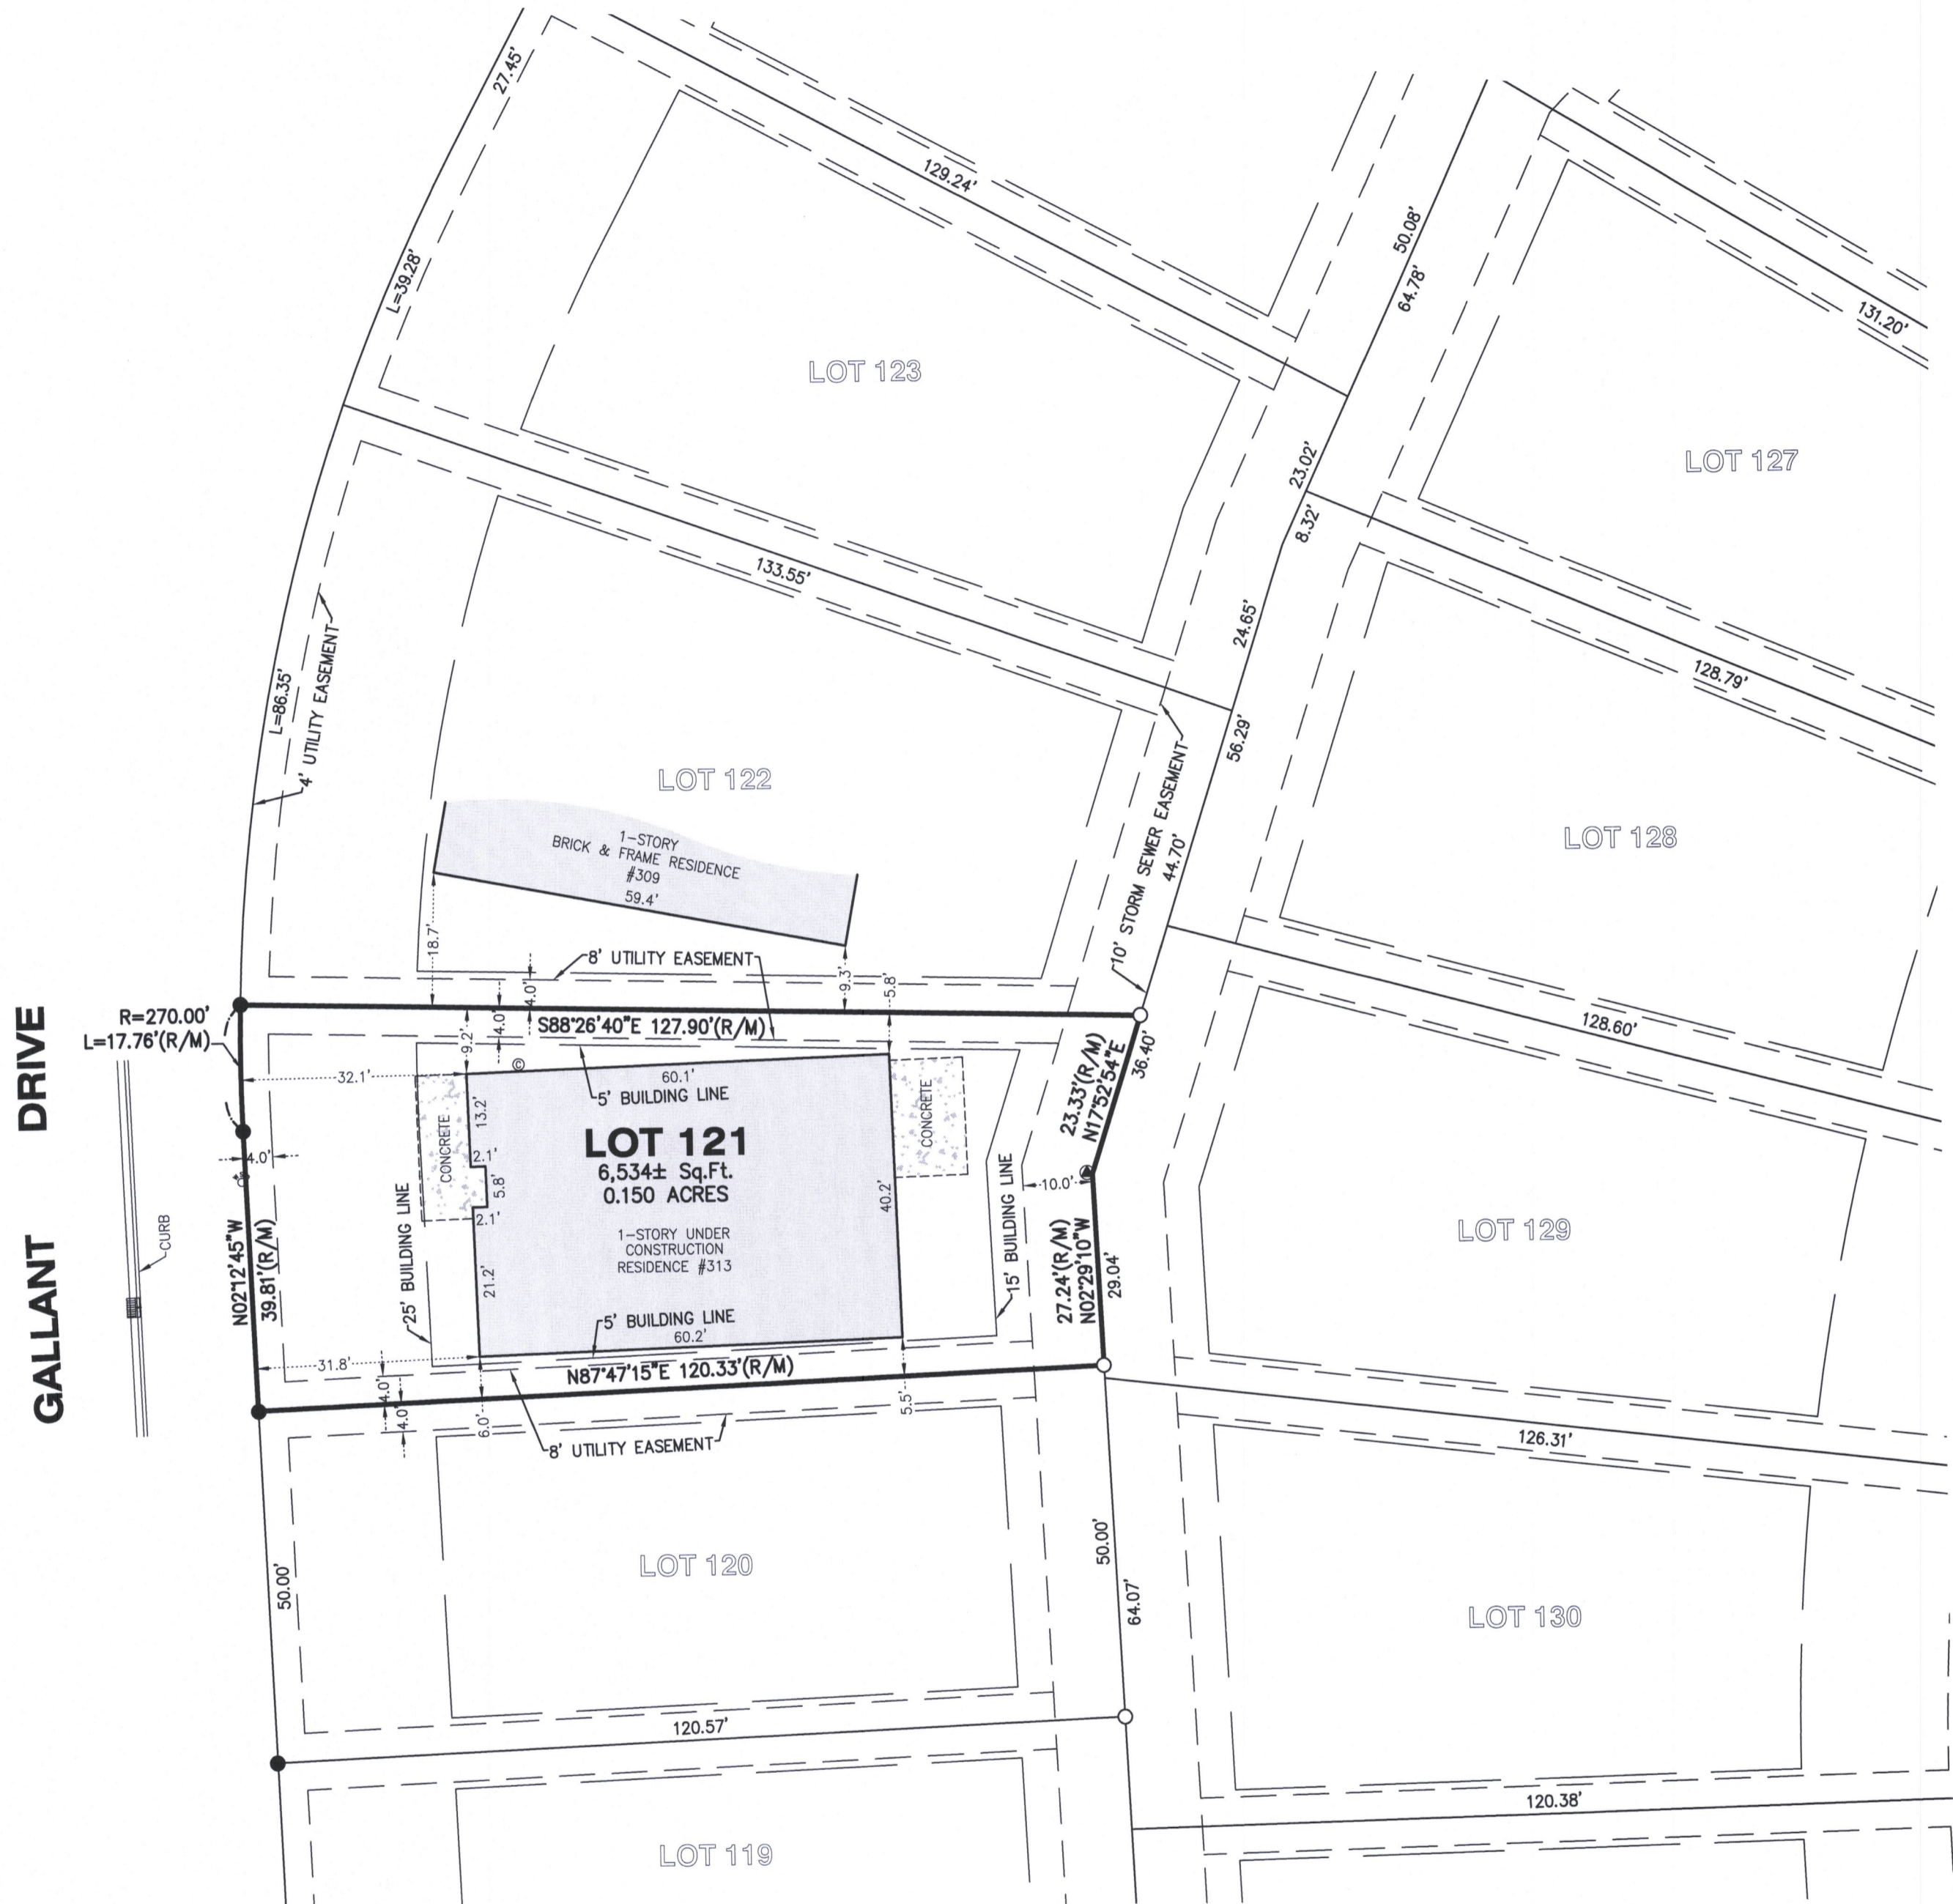 27.45'
129.24'
50.08'
L=39.28'
64.78'
131.20'
LOT 123
23.02'
LOT 127
8.32'
133.55'
24.65'
128.79'
L=86.35'
4' UTILITY EASEMENT
56.29'
LOT 122
10' STORM SEWER EASEMENT
44.70'
LOT 128
1-STORY
BRICK & FRAME RESIDENCE
#309
59.4'
18.7'
8' UTILITY EASEMENT
9.3'
5.8'
4.0'
4.0'
GALLANT DRIVE
R=270.00'
L=17.76'(R/M)
S88°26'40"E 127.90'(R/M)
9.2'
©
128.60'
36.40'
23.33'(R/M)
N17°52'54"E
32.1'
60.1'
5' BUILDING LINE
CONCRETE
CONCRETE
13.2'
LOT 121
6,534± Sq.Ft.
0.150 ACRES
2.1'
5.8'
2.1'
40.2'
4.0'
10.0'
1-STORY UNDER
CONSTRUCTION
RESIDENCE #313
CURB
N02°12'45"W
39.81'(R/M)
25' BUILDING LINE
15' BUILDING LINE
21.2'
27.24'(R/M)
N02°29'10"W
29.04'
LOT 129
5' BUILDING LINE
60.2'
31.8'
N87°47'15"E 120.33'(R/M)
4.0'
4.0'
6.0'
5.5'
8' UTILITY EASEMENT
126.31'
50.00'
50.00'
LOT 120
64.07'
LOT 130
120.57'
120.38'
LOT 119